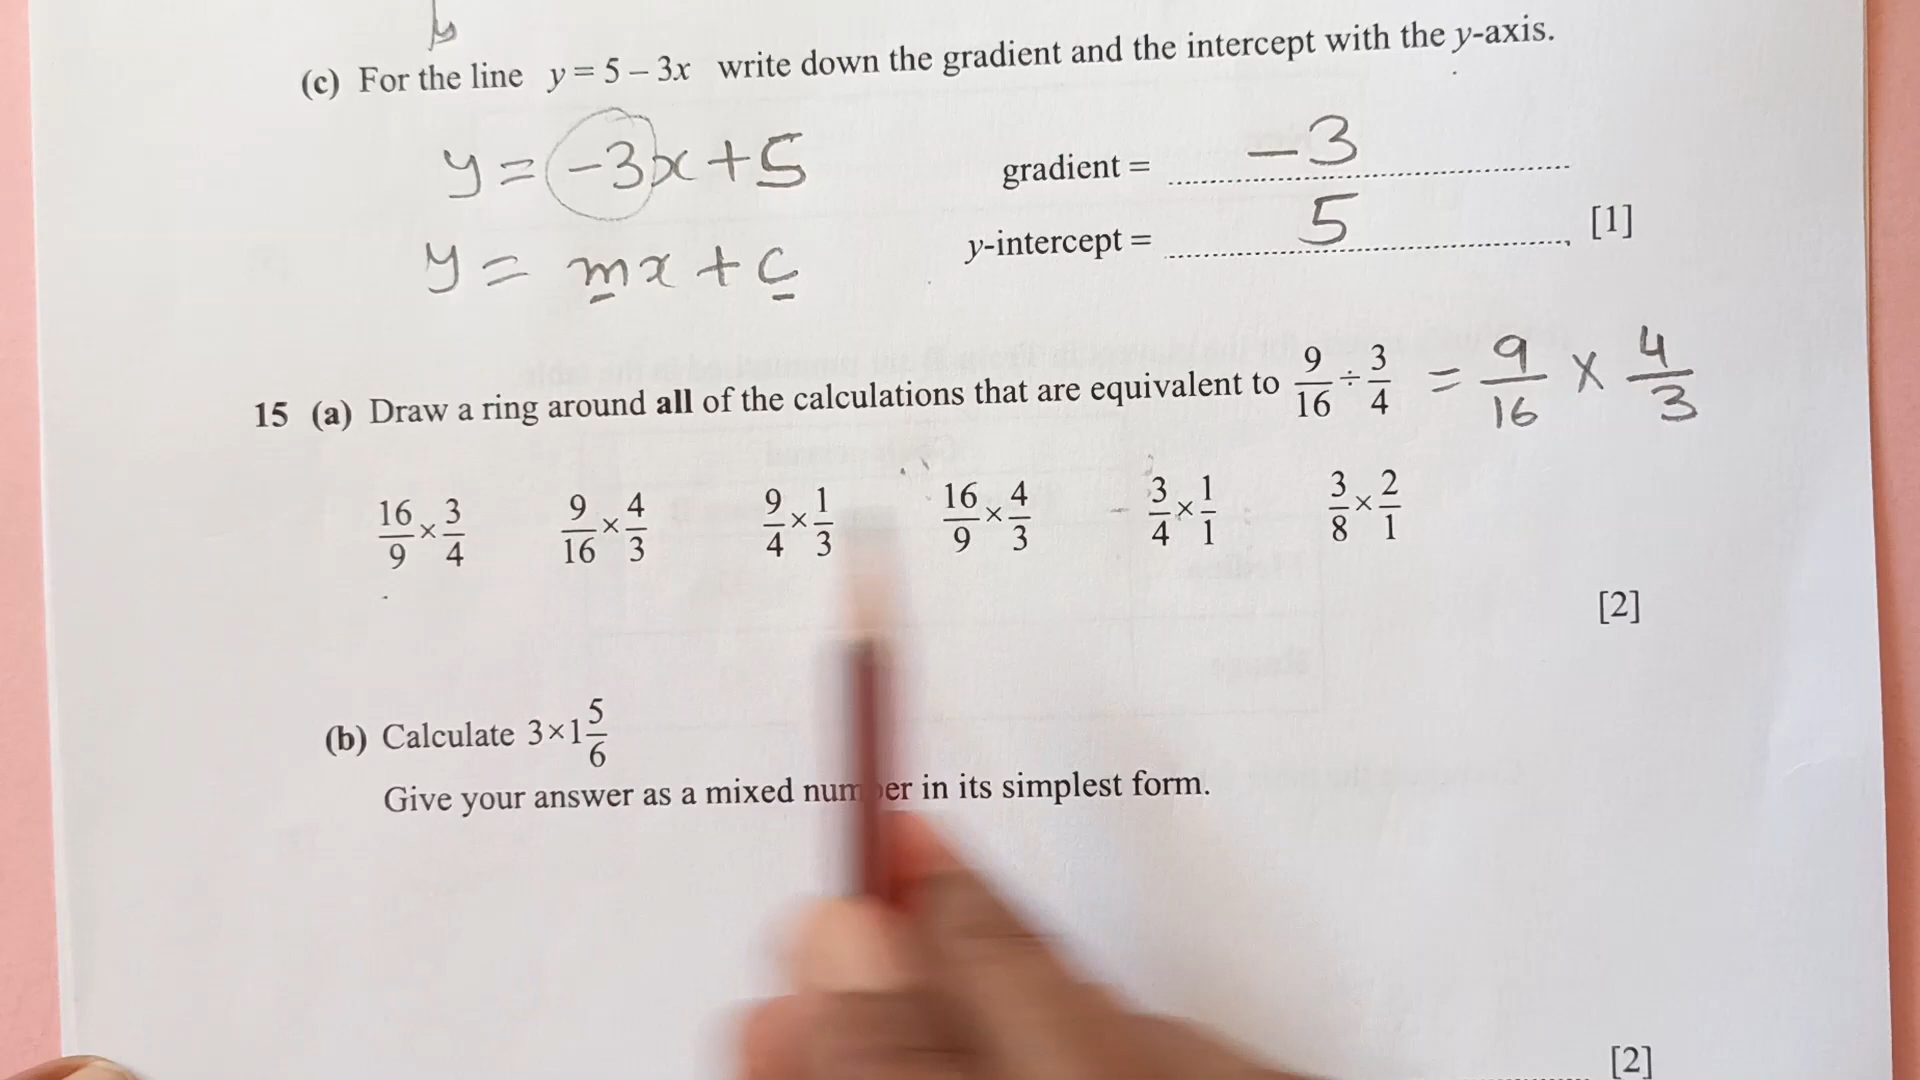 (c) For the line y = 5 – 3x write down the gradient and the intercept with the y-axis.
y = -3x + 5
gradient = -3
y = mx + c
y-intercept = 5 [1]
15 (a) Draw a ring around all of the calculations that are equivalent to 9/16 ÷ 3/4 = 9/16 × 4/3
16/9 × 3/4 9/16 × 4/3 9/4 × 1/3 16/9 × 4/3 3/4 × 1/1 3/8 × 2/1
[2]
(b) Calculate 3 × 1 5/6
Give your answer as a mixed number in its simplest form.
[2]